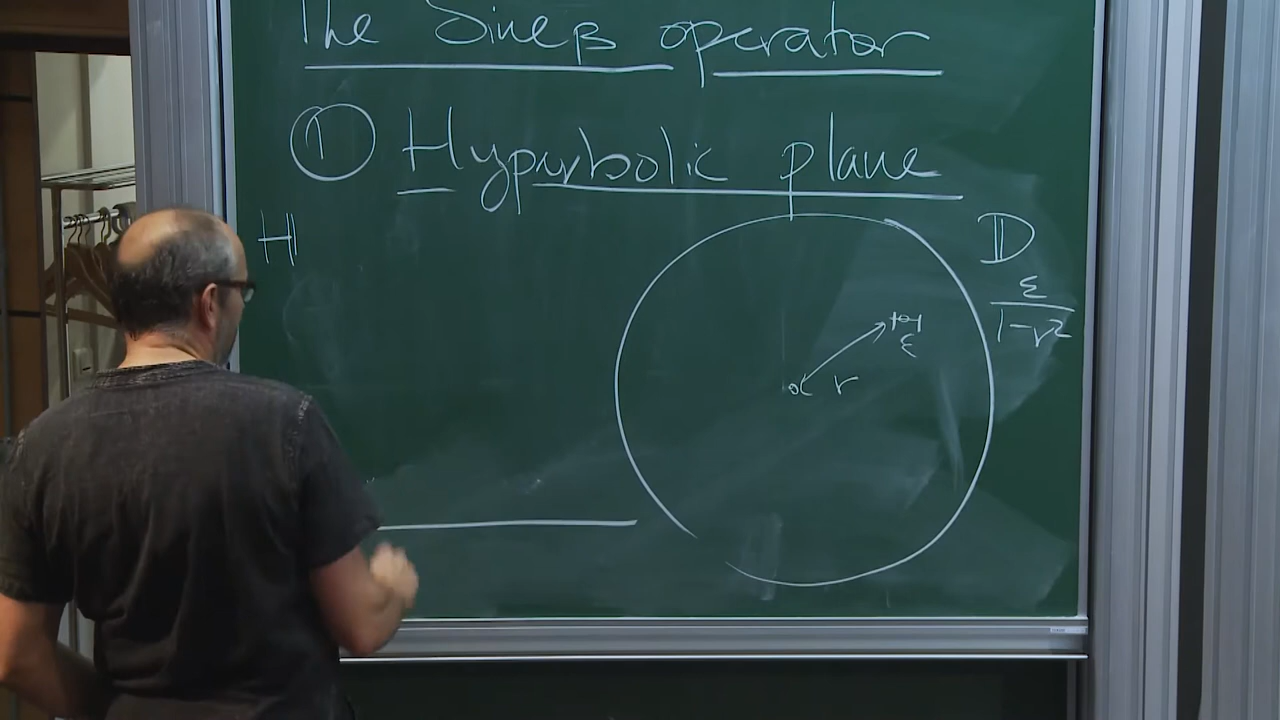 The Sineβ operator
① Hyperbolic plane
ℍ
𝔻
ε
r
ε/(1-r²)